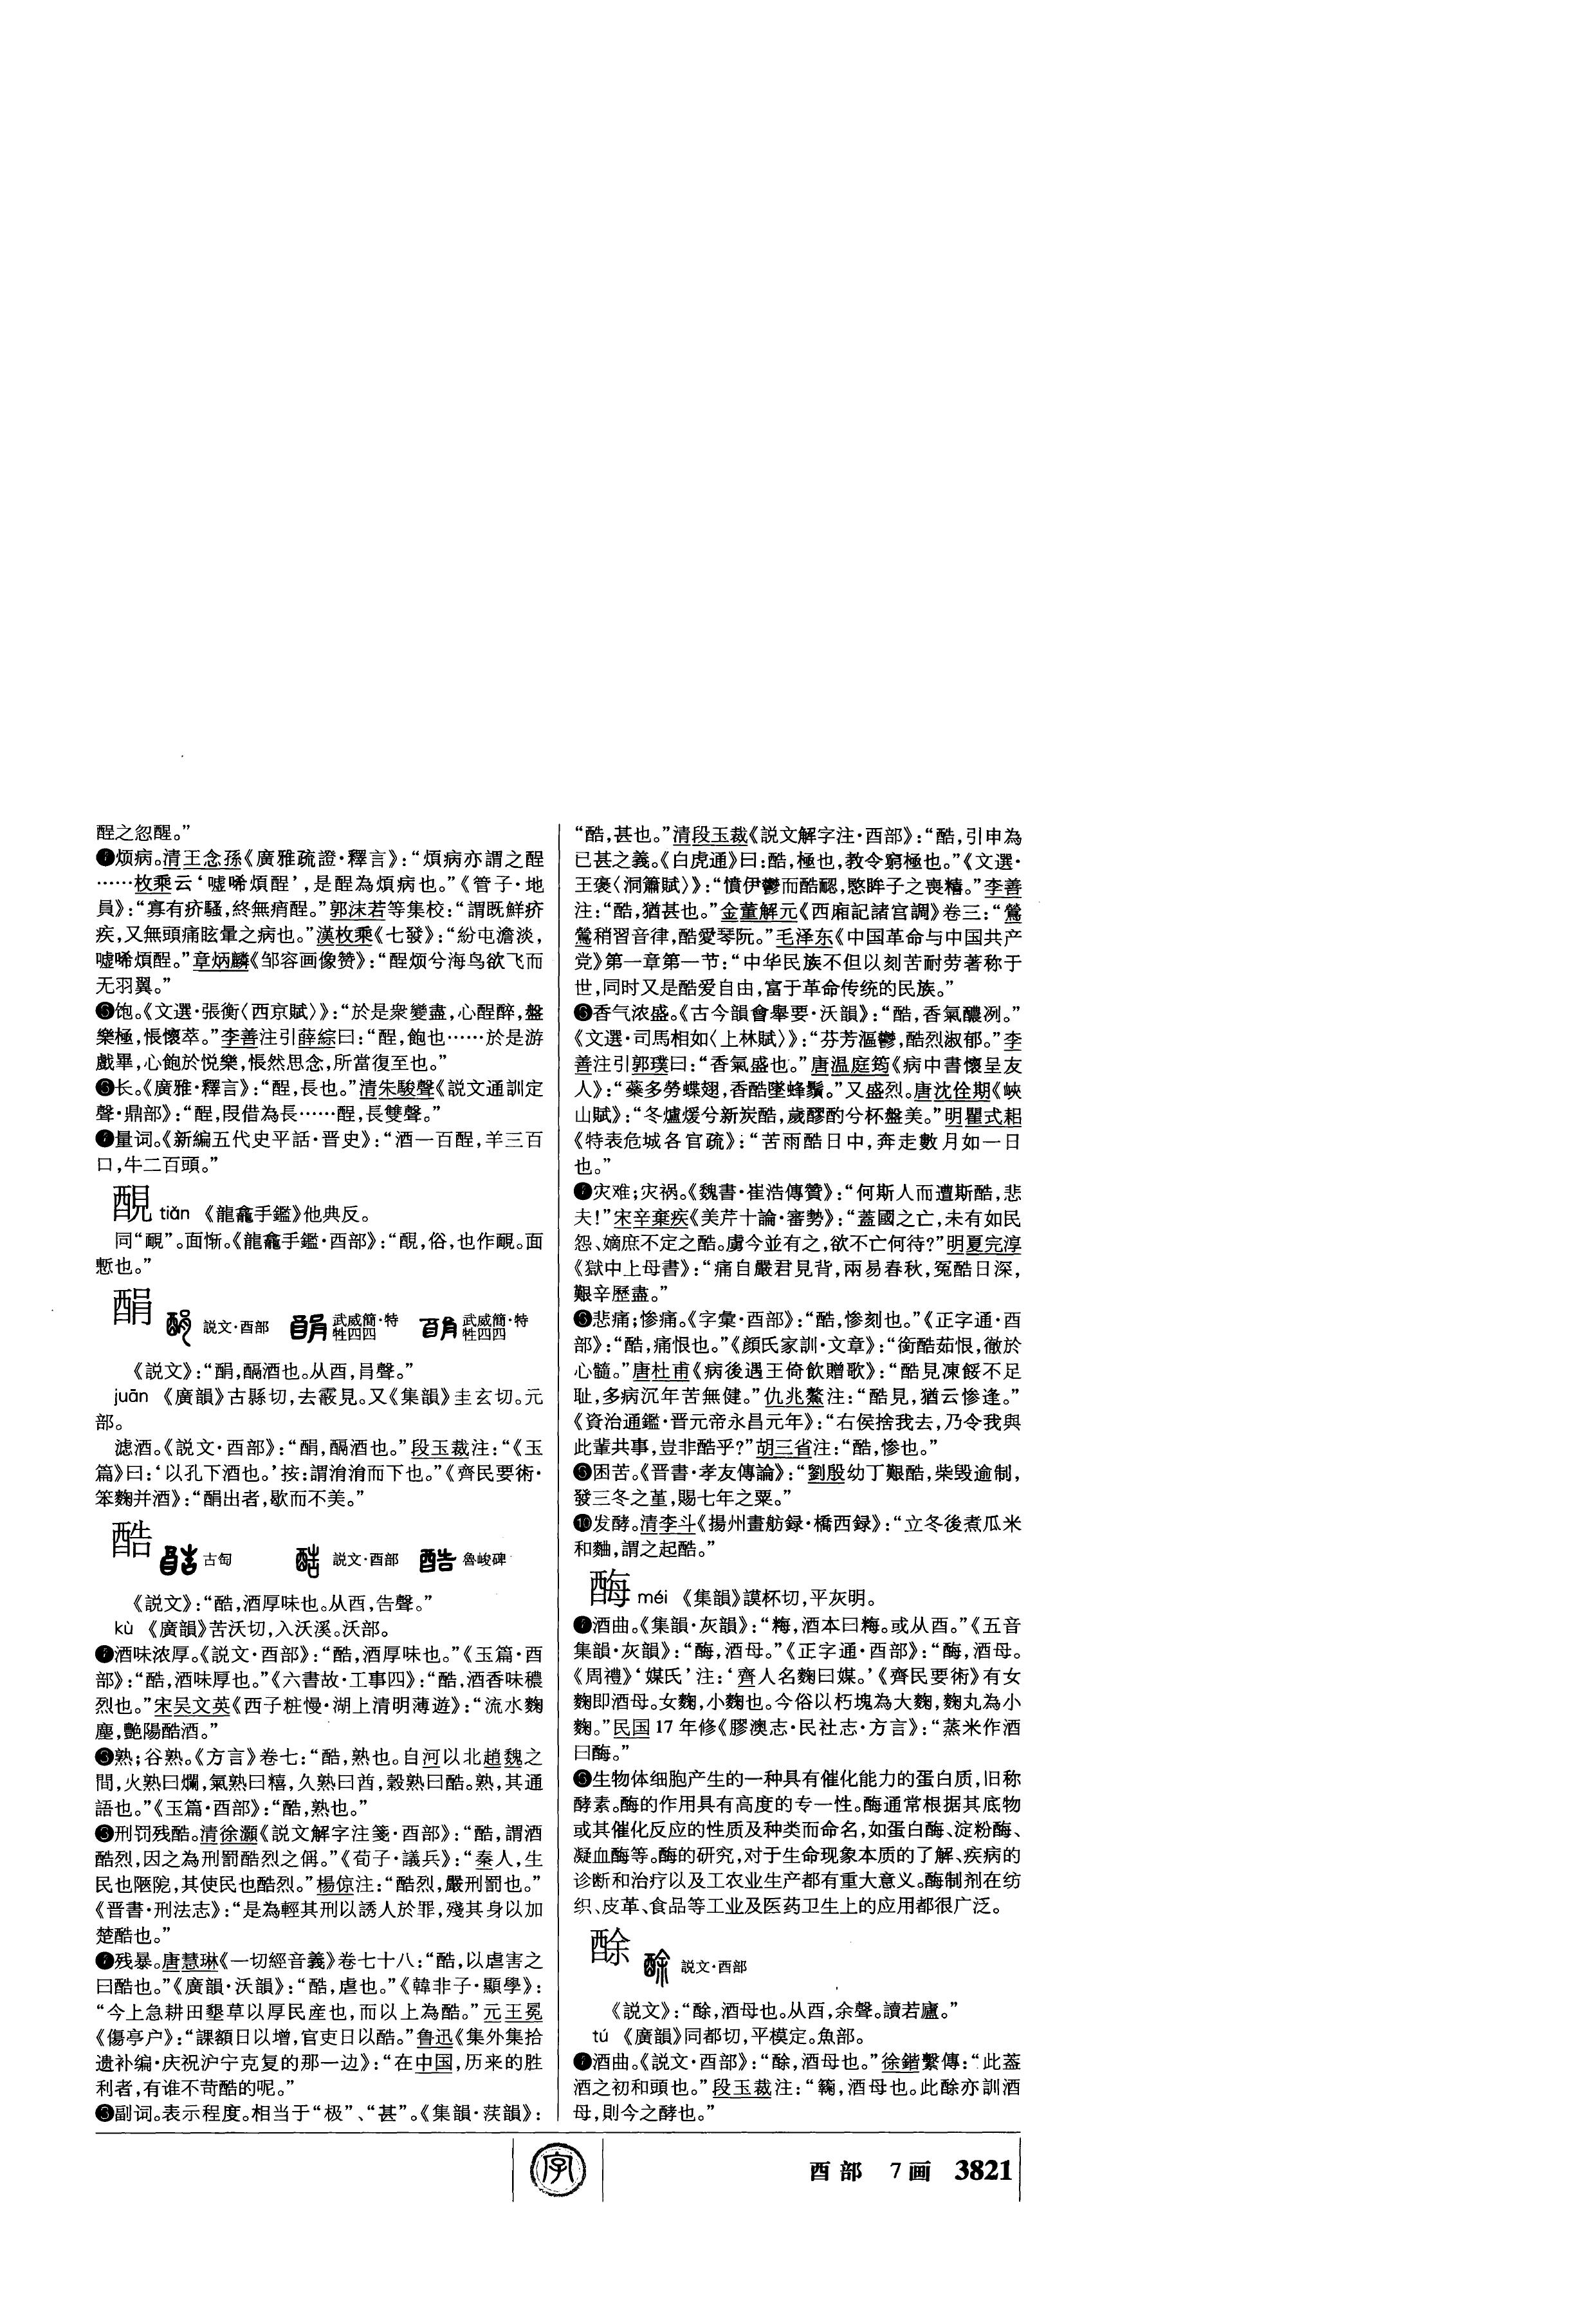 酲之忽醒。”
❹烦病。清王念孫《廣雅疏證·釋言》：“煩病亦謂之酲
……枚乘云‘嘘唏煩酲’，是酲為煩病也。”《管子·地
員》：“寡有疥騷，終無痟酲。”郭沫若等集校：“謂既鮮疥
疾，又無頭痛眩暈之病也。”漢枚乘《七發》：“紛屯澹淡，
嘘唏煩酲。”章炳麟《邹容画像赞》：“酲烦兮海鸟欲飞而
无羽翼。”
❺饱。《文選·張衡〈西京賦〉》：“於是衆變盡，心酲醉，盤
樂極，悵懷萃。”李善注引薛綜曰：“酲，飽也……於是游
戲畢，心飽於悦樂，悵然思念，所當復至也。”
❻长。《廣雅·釋言》：“酲，長也。”清朱駿聲《説文通訓定
聲·鼎部》：“酲，叚借為長……酲，長雙聲。”
❼量词。《新编五代史平話·晋史》：“酒一百酲，羊三百
口，牛二百頭。”
䣶 tiǎn 《龍龕手鑑》他典反。
同“靦”。面惭。《龍龕手鑑·酉部》：“䣶，俗，也作靦。面
慙也。”
酳 説文·酉部 武威簡·特牲四四 武威簡·特牲四四
《説文》：“酳，酾酒也。从酉，肙聲。”
juān 《廣韻》古縣切，去霰見。又《集韻》圭玄切。元
部。
滤酒。《説文·酉部》：“酳，酾酒也。”段玉裁注：“《玉
篇》曰：‘以孔下酒也。’按：謂涓涓而下也。”《齊民要術·
笨麴并酒》：“酳出者，歇而不美。”
酷 古匋 説文·酉部 魯峻碑
《説文》：“酷，酒厚味也。从酉，告聲。”
kù 《廣韻》苦沃切，入沃溪。沃部。
❶酒味浓厚。《説文·酉部》：“酷，酒厚味也。”《玉篇·酉
部》：“酷，酒味厚也。”《六書故·工事四》：“酷，酒香味穠
烈也。”宋吴文英《西子粧慢·湖上清明薄遊》：“流水麴
塵，艷陽酷酒。”
❷熟；谷熟。《方言》卷七：“酷，熟也。自河以北趙魏之
間，火熟曰爛，氣熟曰糦，久熟曰酋，穀熟曰酷。熟，其通
語也。”《玉篇·酉部》：“酷，熟也。”
❸刑罚残酷。清徐灝《説文解字注箋·酉部》：“酷，謂酒
酷烈，因之為刑罰酷烈之偁。”《荀子·議兵》：“秦人，生
民也陿阸，其使民也酷烈。”楊倞注：“酷烈，嚴刑罰也。”
《晋書·刑法志》：“是為輕其刑以誘人於罪，殘其身以加
楚酷也。”
❹残暴。唐慧琳《一切經音義》卷七十八：“酷，以虐害之
曰酷也。”《廣韻·沃韻》：“酷，虐也。”《韓非子·顯學》：
“今上急耕田墾草以厚民産也，而以上為酷。”元王冕
《傷亭户》：“課額日以增，官吏日以酷。”鲁迅《集外集拾
遗补编·庆祝沪宁克复的那一边》：“在中国，历来的胜
利者，有谁不苛酷的呢。”
❺副词。表示程度。相当于“极”、“甚”。《集韻·𦬖韻》：
“酷，甚也。”清段玉裁《説文解字注·酉部》：“酷，引申為
已甚之義。《白虎通》曰：酷，極也，教令窮極也。”《文選·
王褒〈洞簫賦〉》：“憤伊鬱而酷䎡，愍眸子之喪精。”李善
注：“酷，猶甚也。”金董解元《西廂記諸宫調》卷三：“鶯
鶯稍習音律，酷愛琴阮。”毛泽东《中国革命与中国共产
党》第一章第一节：“中华民族不但以刻苦耐劳著称于
世，同时又是酷爱自由，富于革命传统的民族。”
❻香气浓盛。《古今韻會舉要·沃韻》：“酷，香氣醲冽。”
《文選·司馬相如〈上林賦〉》：“芬芳漚鬱，酷烈淑郁。”李
善注引郭璞曰：“香氣盛也。”唐温庭筠《病中書懷呈友
人》：“蘂多勞蝶翅，香酷墜蜂鬚。”又盛烈。唐沈佺期《峽
山賦》：“冬爐煖兮新炭酷，歲醪酌兮杯盤美。”明瞿式耜
《特表危城各官疏》：“苦雨酷日中，奔走數月如一日
也。”
❼灾难；灾祸。《魏書·崔浩傳贊》：“何斯人而遭斯酷，悲
夫！”宋辛棄疾《美芹十論·審勢》：“蓋國之亡，未有如民
怨、嫡庶不定之酷。虜今並有之，欲不亡何待？”明夏完淳
《獄中上母書》：“痛自嚴君見背，兩易春秋，冤酷日深，
艱辛歷盡。”
❽悲痛；惨痛。《字彙·酉部》：“酷，慘刻也。”《正字通·酉
部》：“酷，痛恨也。”《顔氏家訓·文章》：“銜酷茹恨，徹於
心髓。”唐杜甫《病後遇王倚飲贈歌》：“酷見凍餒不足
耻，多病沉年苦無健。”仇兆鰲注：“酷見，猶云慘逢。”
《資治通鑑·晋元帝永昌元年》：“右侯捨我去，乃令我與
此輩共事，豈非酷乎？”胡三省注：“酷，慘也。”
❾困苦。《晋書·孝友傳論》：“劉殷幼丁艱酷，柴毁逾制，
發三冬之堇，賜七年之粟。”
❿发酵。清李斗《揚州畫舫録·橋西録》：“立冬後煮瓜米
和麯，謂之起酷。”
酶 méi 《集韻》謨杯切，平灰明。
❶酒曲。《集韻·灰韻》：“䊈，酒本曰䊈。或从酉。”《五音
集韻·灰韻》：“酶，酒母。”《正字通·酉部》：“酶，酒母。
《周禮》‘媒氏’注：‘齊人名麴曰媒。’《齊民要術》有女
麴即酒母。女麴，小麴也。今俗以朽塊為大麴，麴丸為小
麴。”民国17年修《膠澳志·民社志·方言》：“蒸米作酒
曰酶。”
❷生物体细胞产生的一种具有催化能力的蛋白质，旧称
酵素。酶的作用具有高度的专一性。酶通常根据其底物
或其催化反应的性质及种类而命名，如蛋白酶、淀粉酶、
凝血酶等。酶的研究，对于生命现象本质的了解、疾病的
诊断和治疗以及工农业生产都有重大意义。酶制剂在纺
织、皮革、食品等工业及医药卫生上的应用都很广泛。
酴 説文·酉部
《説文》：“酴，酒母也。从酉，余聲。讀若廬。”
tú 《廣韻》同都切，平模定。魚部。
❶酒曲。《説文·酉部》：“酴，酒母也。”徐鍇繫傳：“此葢
酒之初和頭也。”段玉裁注：“䴱，酒母也。此酴亦訓酒
母，則今之酵也。”
字
酉部 7画 3821